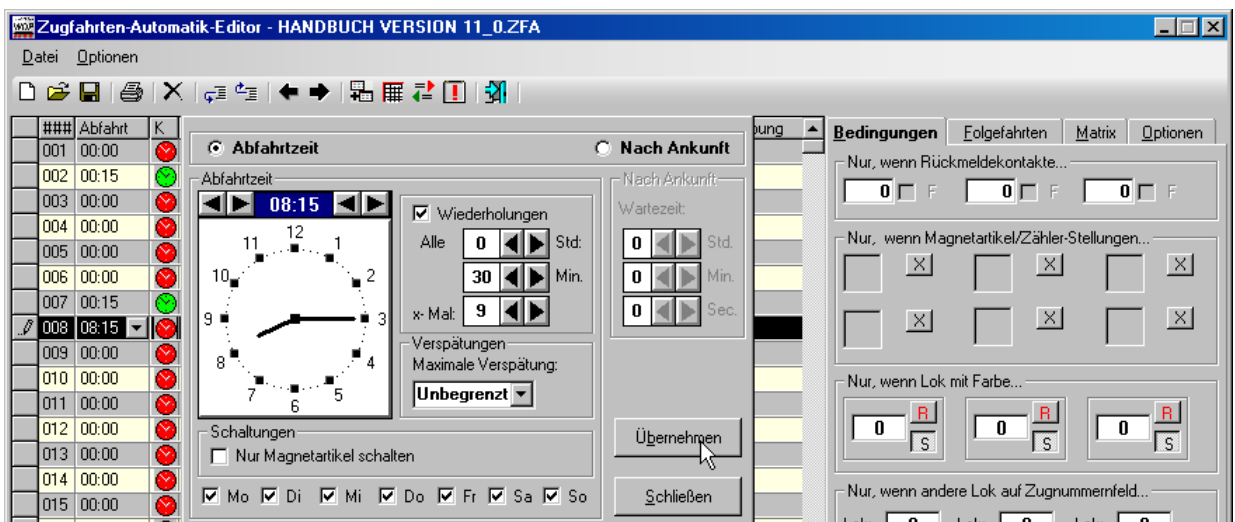 Zugfahrten-Automatik-Editor - HANDBUCH VERSION 11_0.ZFA
Datei Optionen
### Abfahrt K
001 00:00
002 00:15
003 00:00
004 00:00
005 00:00
006 00:00
007 00:15
008 08:15
009 00:00
010 00:00
011 00:00
012 00:00
013 00:00
014 00:00
015 00:00
Abfahrtzeit Nach Ankunft
Abfahrtzeit
08:15
12
11 1
10 2
9 3
8 4
7 5
6
Wiederholungen
Alle 0 Std:
30 Min.
x- Mal: 9
Verspätungen
Maximale Verspätung:
Unbegrenzt
Nach Ankunft
Wartezeit:
0 Std.
0 Min.
0 Sec.
Schaltungen
Nur Magnetartikel schalten
Mo Di Mi Do Fr Sa So
Übernehmen
Schließen
Bedingungen Folgefahrten Matrix Optionen
Nur, wenn Rückmeldekontakte...
0 F 0 F 0 F
Nur, wenn Magnetartikel/Zähler-Stellungen...
X X X
X X X
Nur, wenn Lok mit Farbe...
0 R 0 R 0 R
S S S
Nur, wenn andere Lok auf Zugnummernfeld...